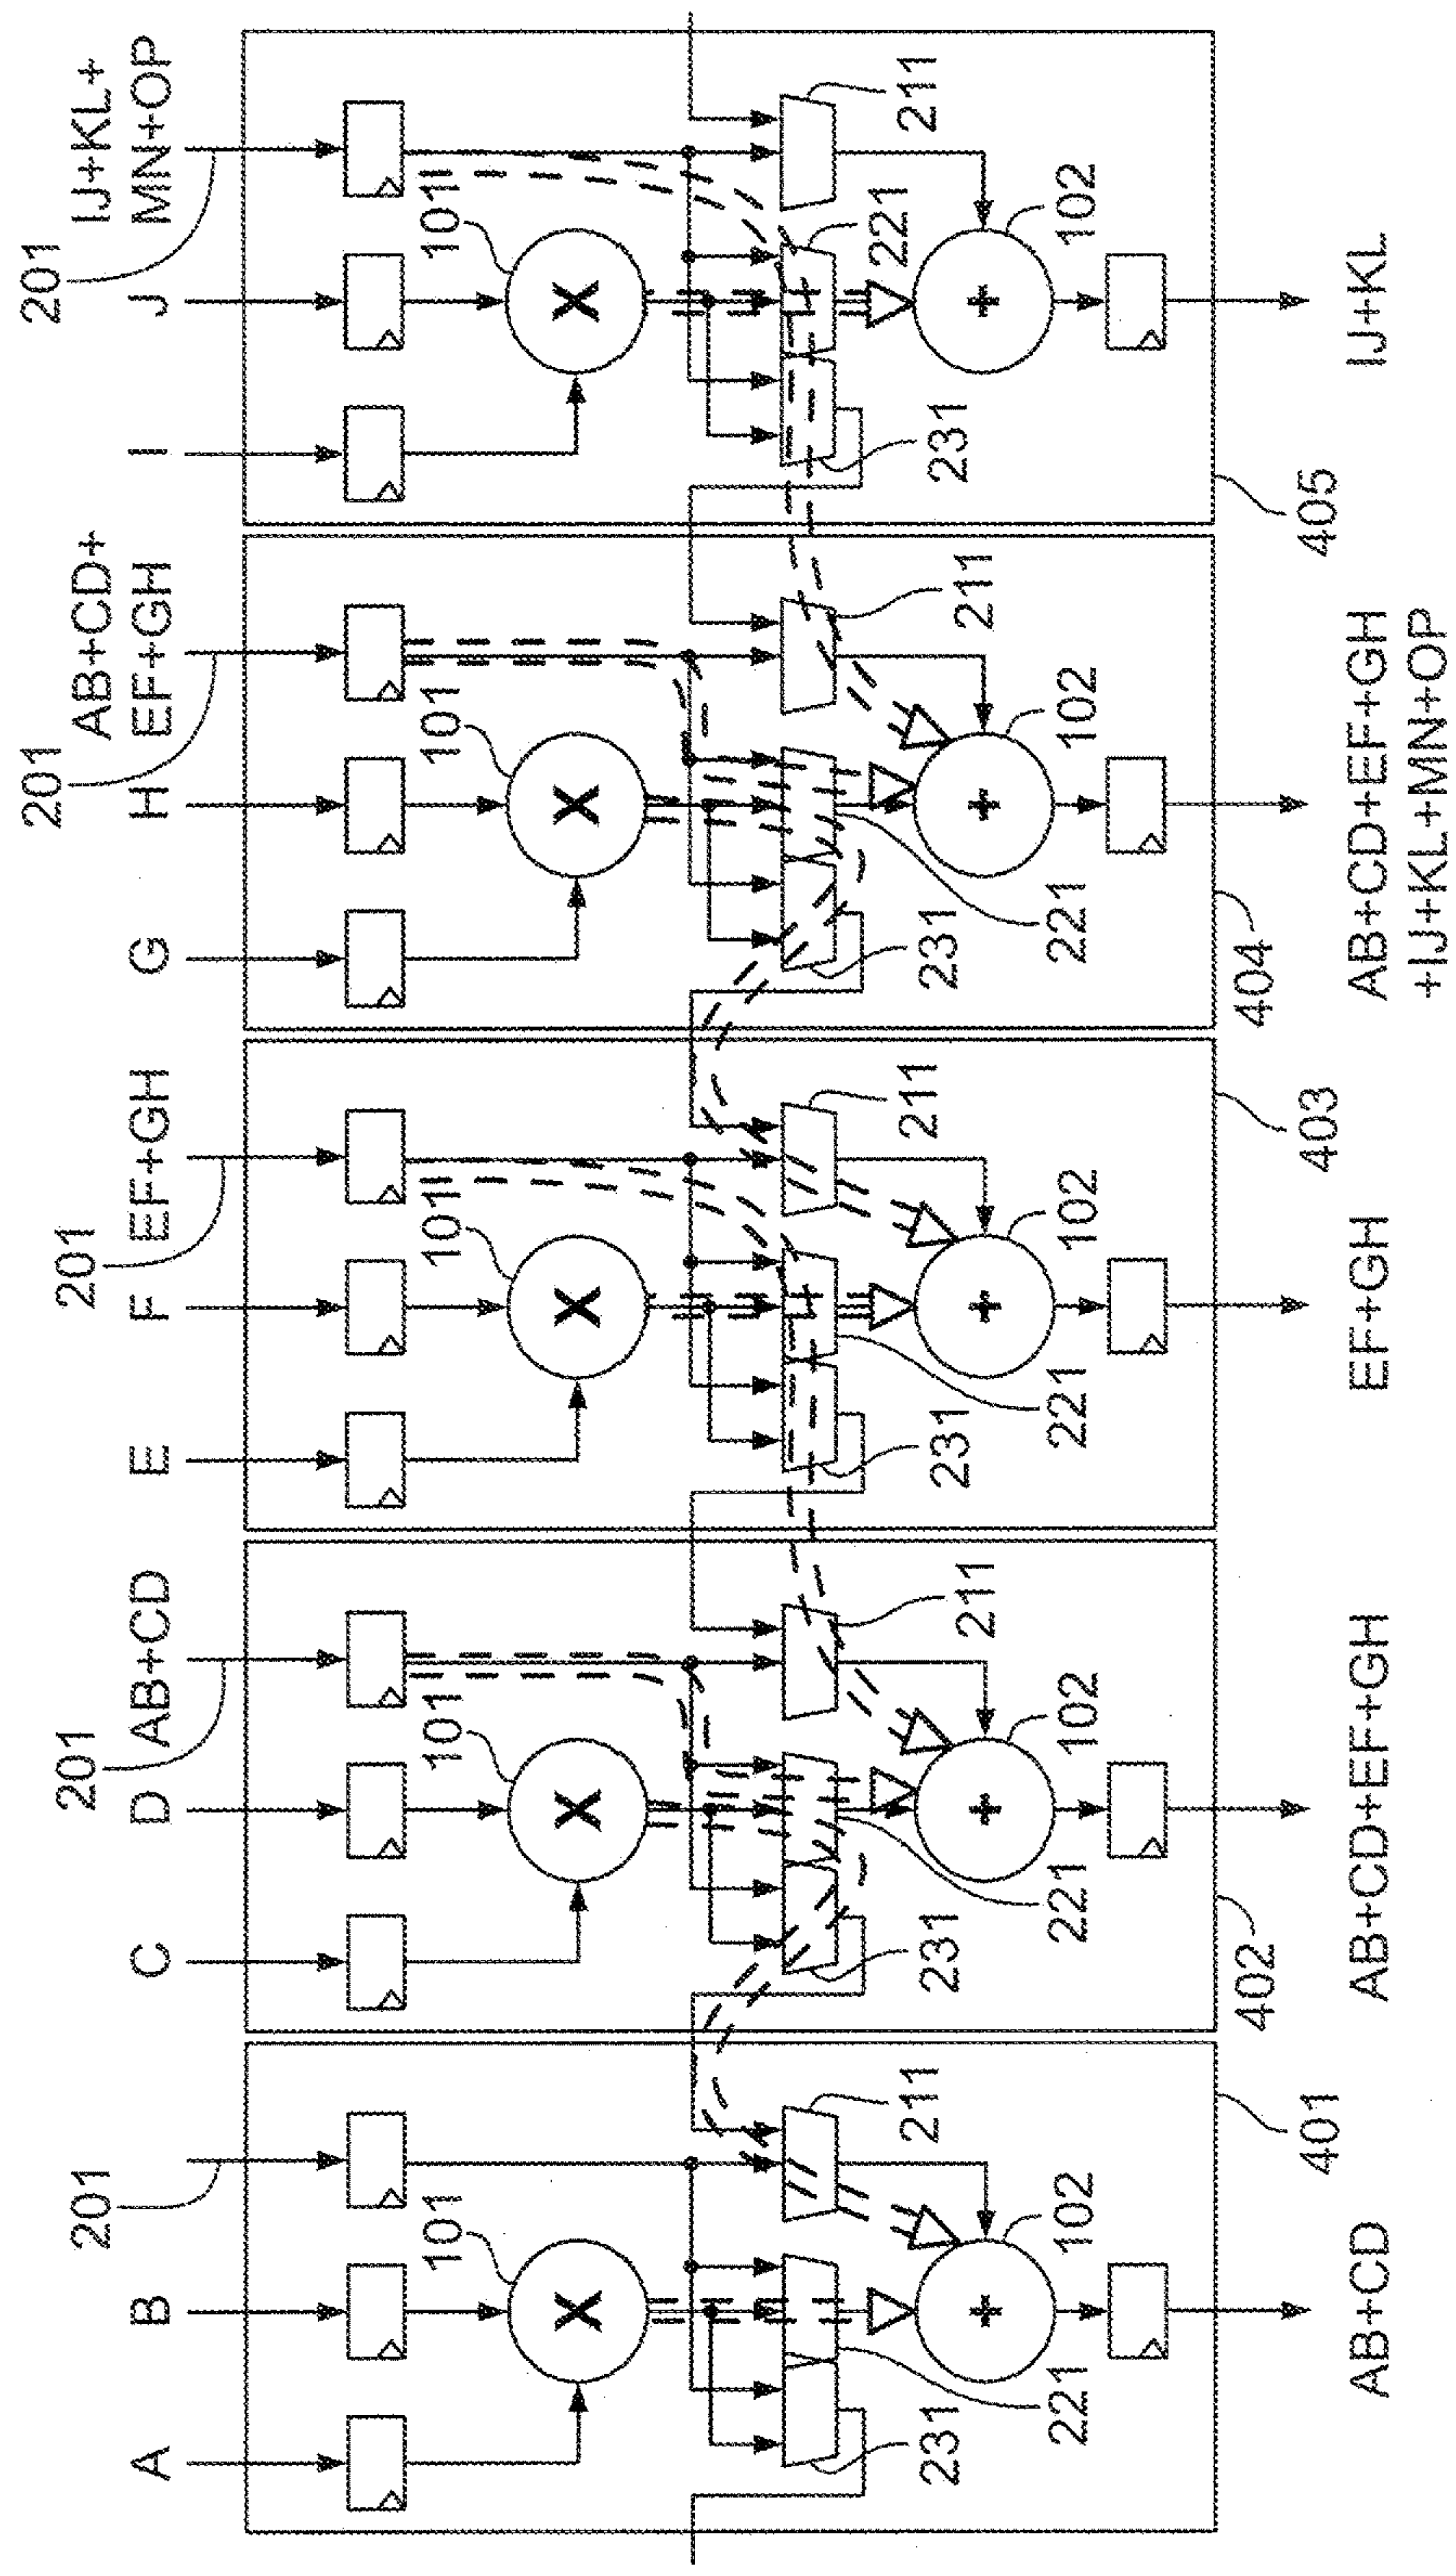 A
B
201
101
X
211
231
221
+
102
401
AB+CD
C
D
201
AB+CD
101
X
211
231
221
+
102
402
AB+CD+EF+GH
E
F
201
EF+GH
101
X
211
231
221
+
102
403
EF+GH
G
H
201
AB+CD+
EF+GH
101
X
211
231
221
+
102
404
AB+CD+EF+GH
+IJ+KL+MN+OP
I
J
201
IJ+KL+
MN+OP
101
X
211
221
231
+
102
405
IJ+KL